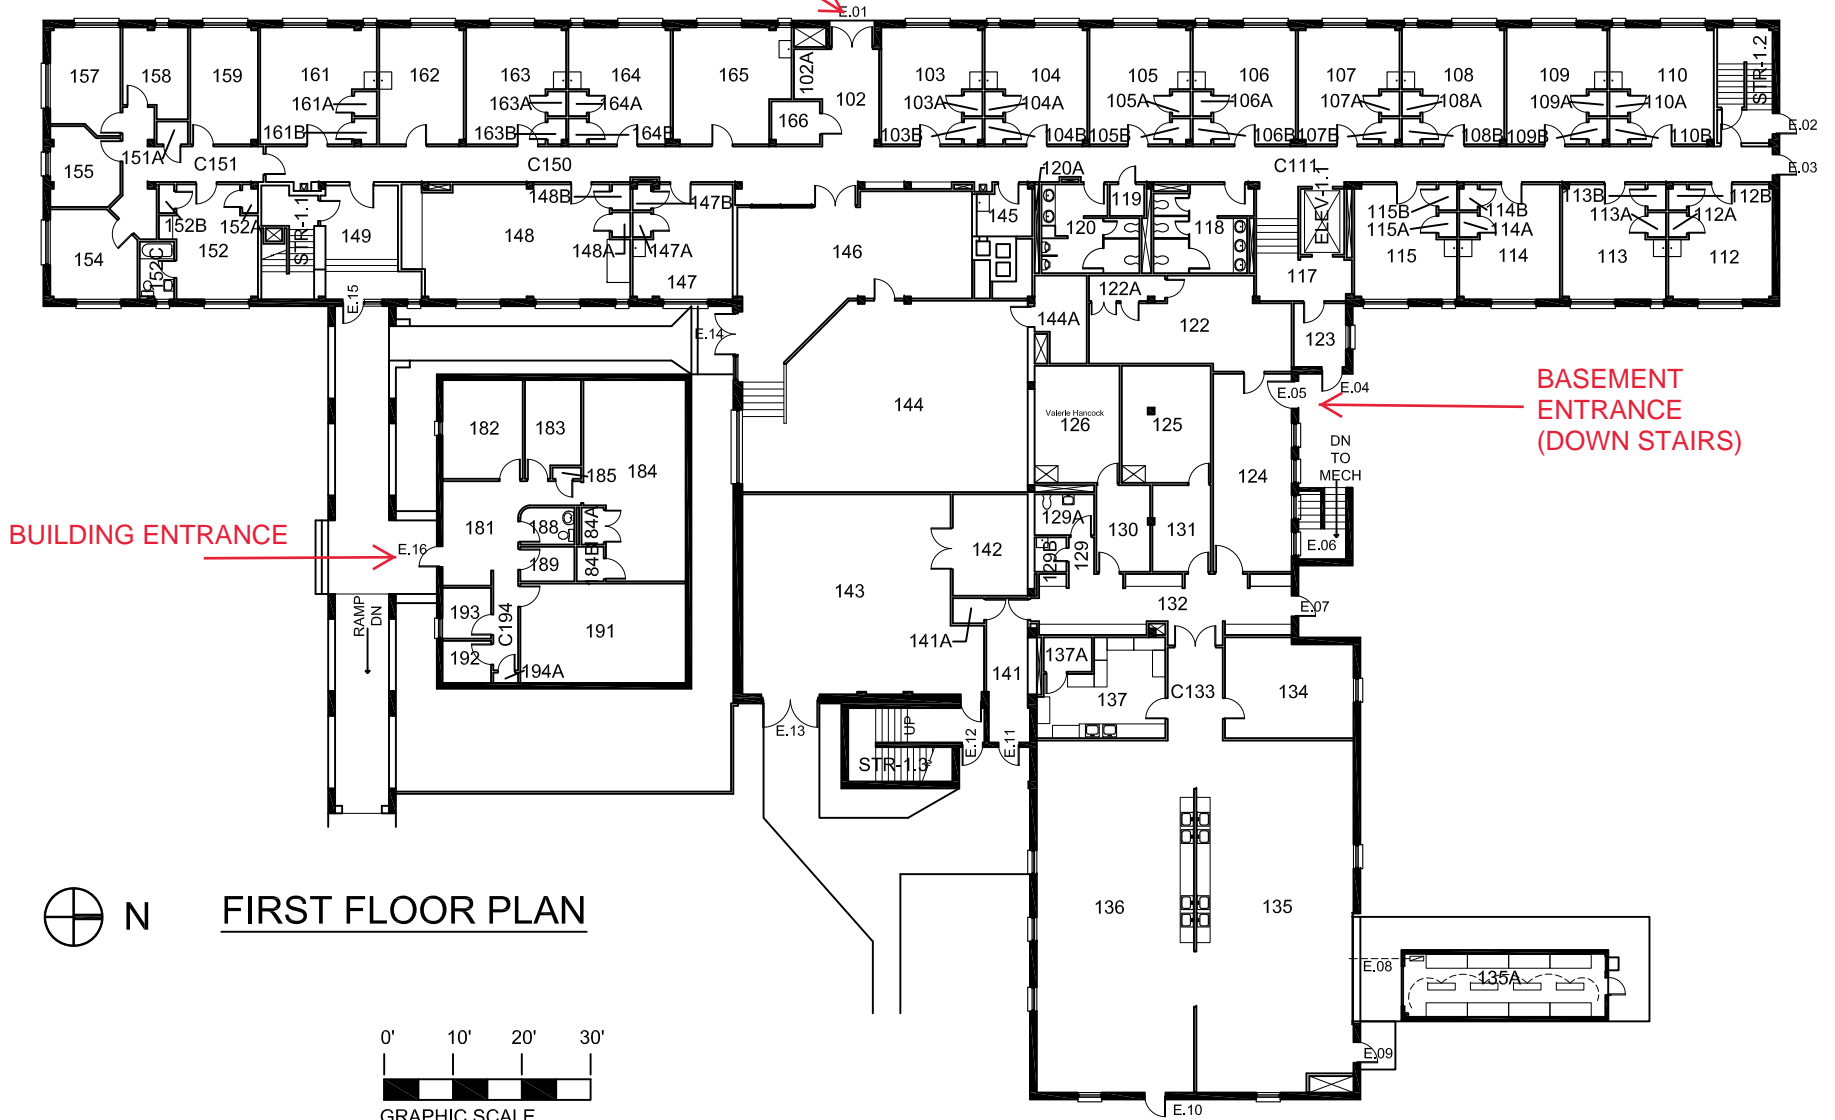 E.01
157
158
159
161
162
163
164
165
102A
102
103
104
105
106
107
108
109
110
STR-1.2
161A
163A
164A
103A
104A
105A
106A
107A
108A
109A
110A
166
161B
163B
164B
103B
104B
105B
106B
107B
108B
109B
110B
E.02
155
151A
C151
C150
C111
E.03
120A
119
148B
147B
113B
112B
152B
152A
STR-1.1
149
148
148A
147A
147
146
145
120
118
ELEV-1.1
115B
115A
114B
114A
113A
112A
154
152C
152
115
114
113
112
117
E.15
E.14
122A
144A
122
123
E.04
E.05
BASEMENT
ENTRANCE
(DOWN STAIRS)
144
Valerie Hancock
126
125
124
DN
TO
MECH
E.06
182
183
184
185
181
188
184A
184B
189
BUILDING ENTRANCE
E.16
RAMP
DN
193
C194
192
194A
191
143
142
129A
129B
129
130
131
132
E.07
141A
141
137A
137
C133
134
E.13
UP
E.12
E.11
STR-1.3
136
135
E.08
135A
E.09
E.10
N
FIRST FLOOR PLAN
0' 10' 20' 30'
GRAPHIC SCALE